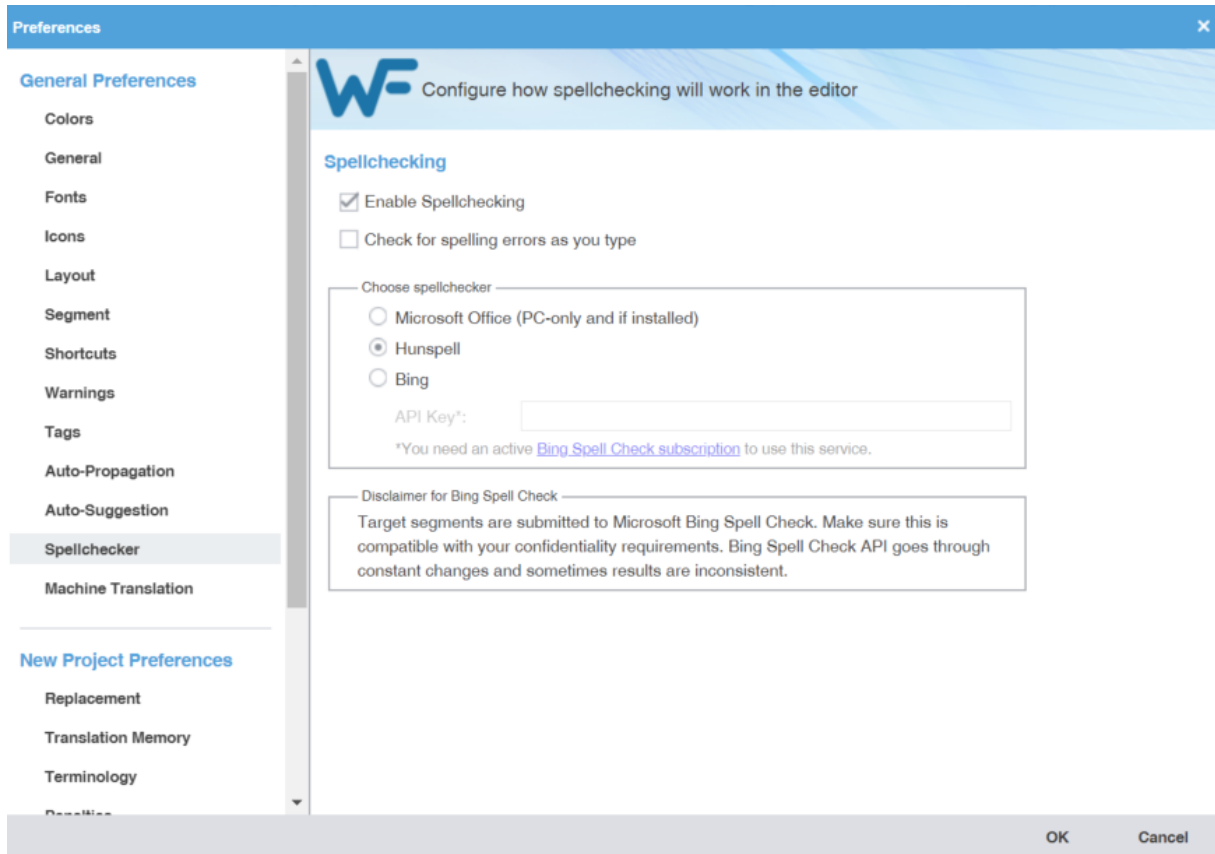 Preferences
General Preferences
Colors
General
Fonts
Icons
Layout
Segment
Shortcuts
Warnings
Tags
Auto-Propagation
Auto-Suggestion
Spellchecker
Machine Translation
New Project Preferences
Replacement
Translation Memory
Terminology
WF
Configure how spellchecking will work in the editor
Spellchecking
Enable Spellchecking
Check for spelling errors as you type
Choose spellchecker
Microsoft Office (PC-only and if installed)
Hunspell
Bing
API Key*:
*You need an active Bing Spell Check subscription to use this service.
Disclaimer for Bing Spell Check
Target segments are submitted to Microsoft Bing Spell Check. Make sure this is
compatible with your confidentiality requirements. Bing Spell Check API goes through
constant changes and sometimes results are inconsistent.
OK
Cancel